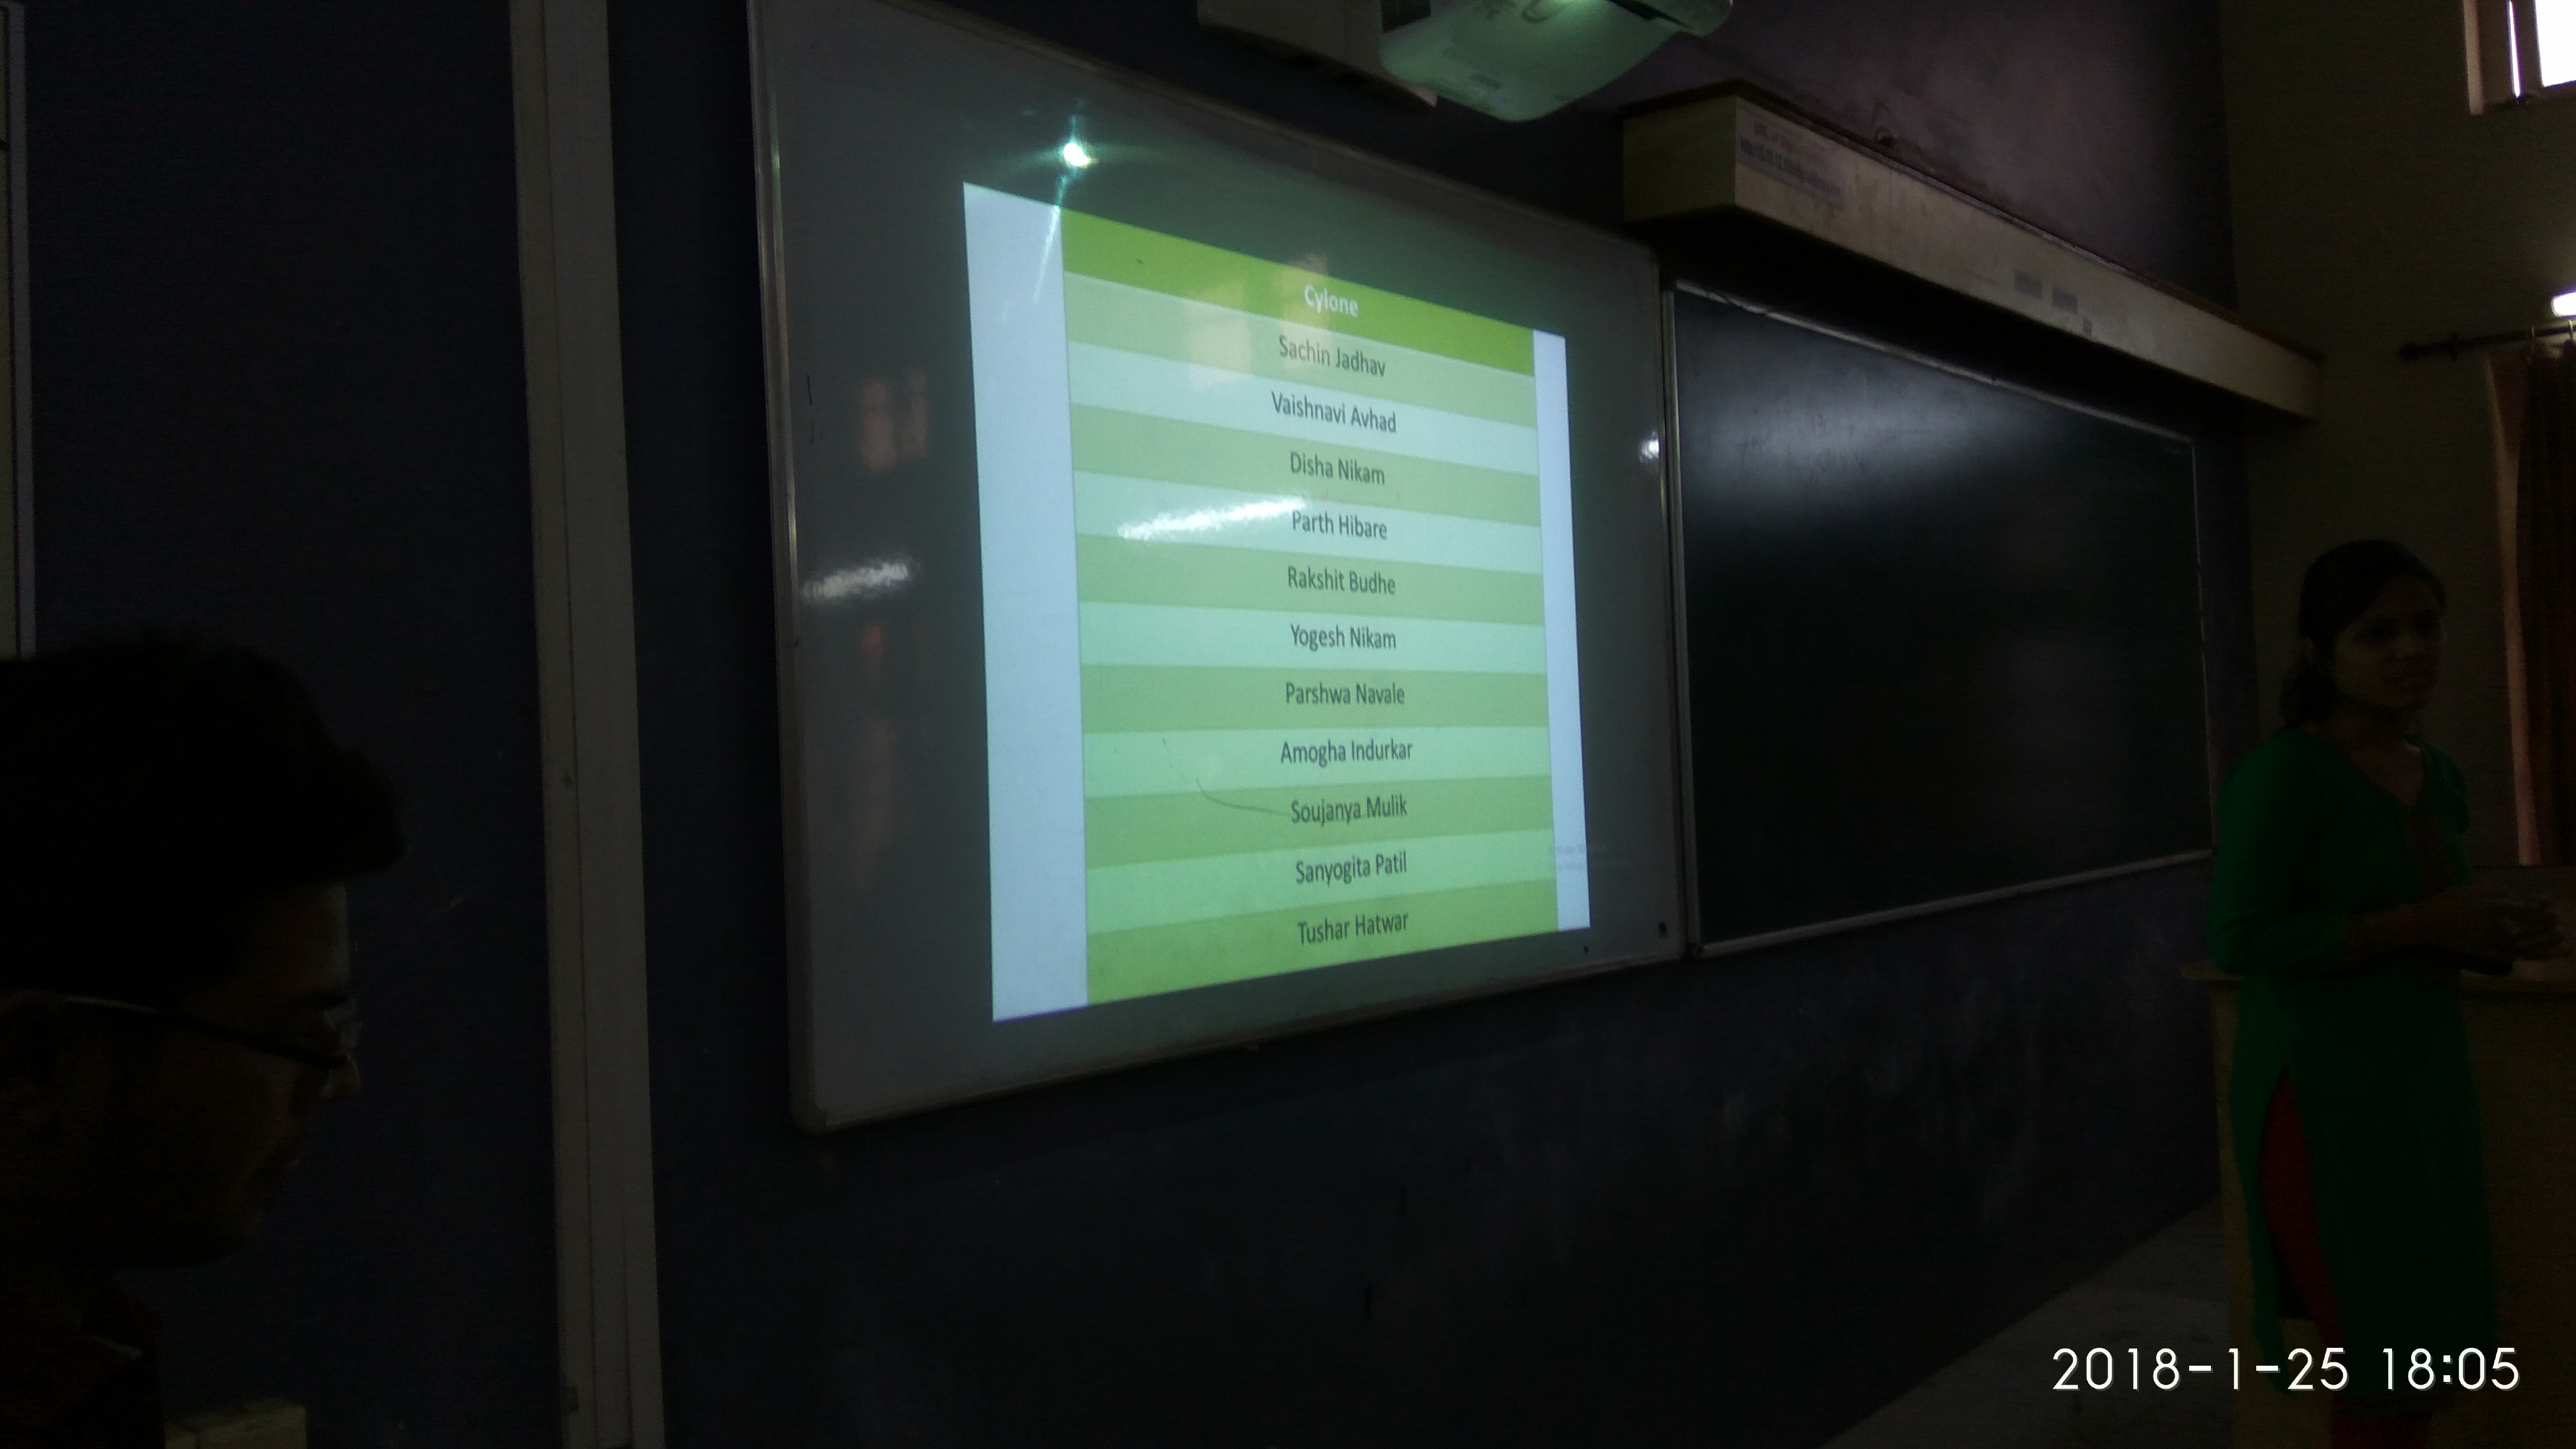 Cylone
Sachin Jadhav
Vaishnavi Avhad
Disha Nikam
Parth Hibare
Rakshit Budhe
Yogesh Nikam
Parshwa Navale
Amogha Indurkar
Soujanya Mulik
Sanyogita Patil
Tushar Hatwar
2018-1-25 18:05